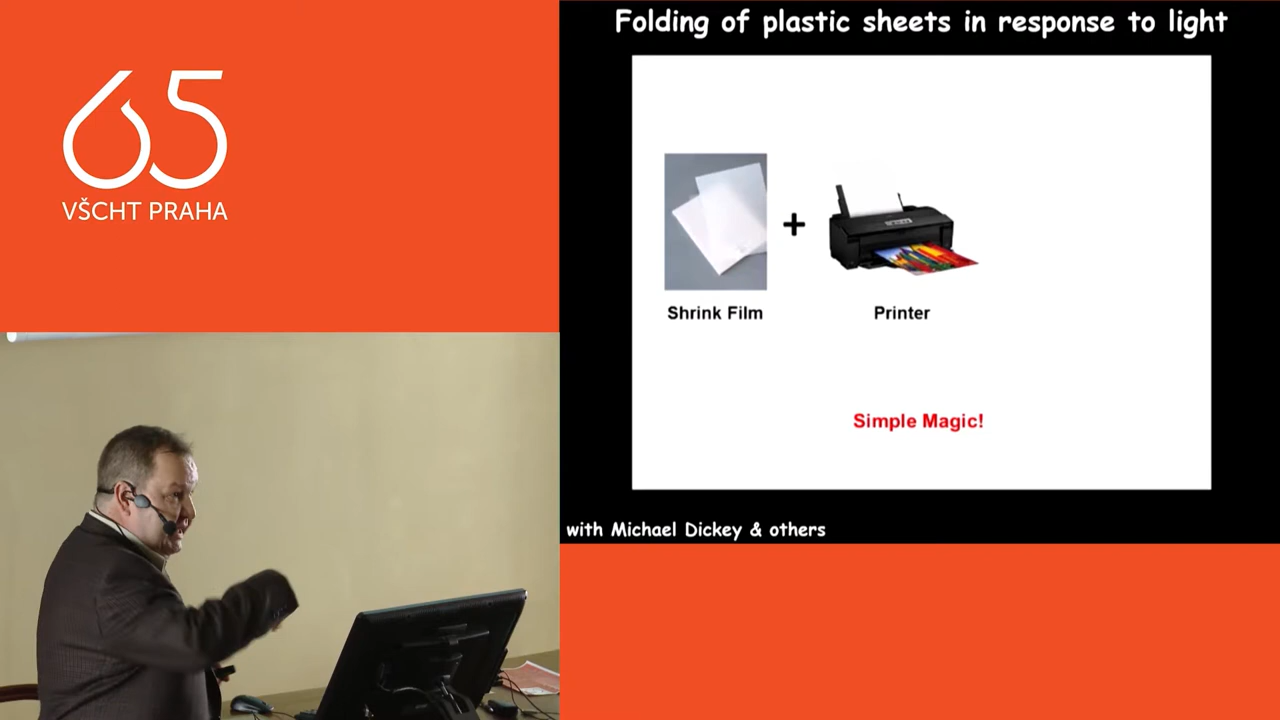 65
VŠCHT PRAHA
Folding of plastic sheets in response to light
+
Shrink Film
Printer
Simple Magic!
with Michael Dickey & others